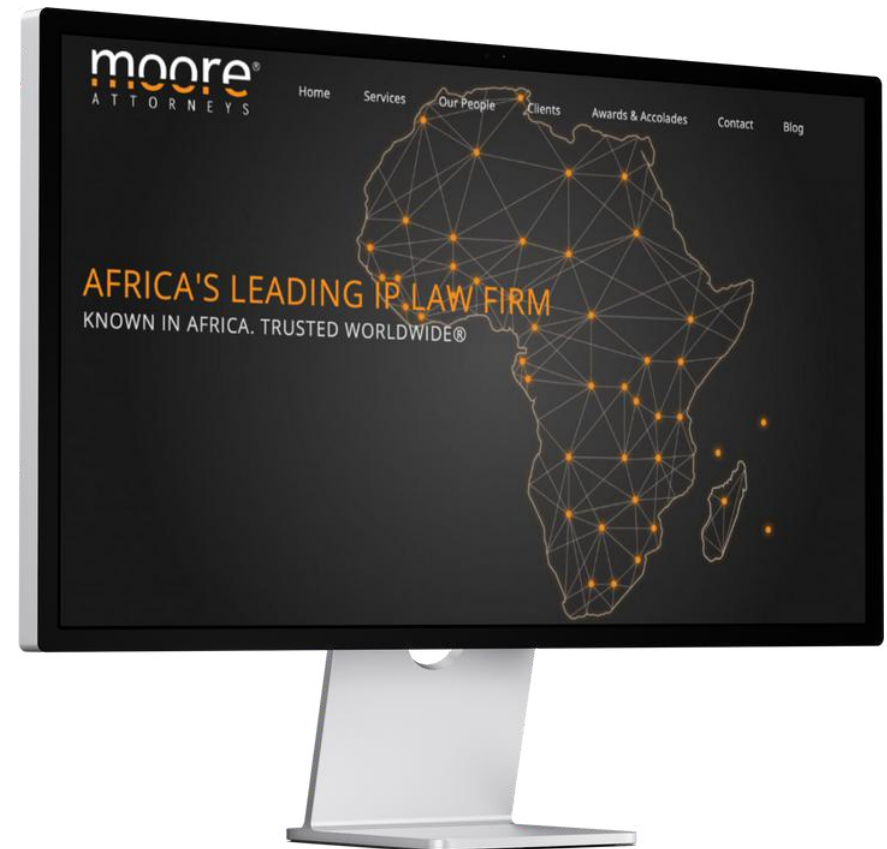 moore®
ATTORNEYS
Home Services Our People Clients Awards & Accolades Contact Blog
AFRICA'S LEADING IP LAW FIRM
KNOWN IN AFRICA. TRUSTED WORLDWIDE®